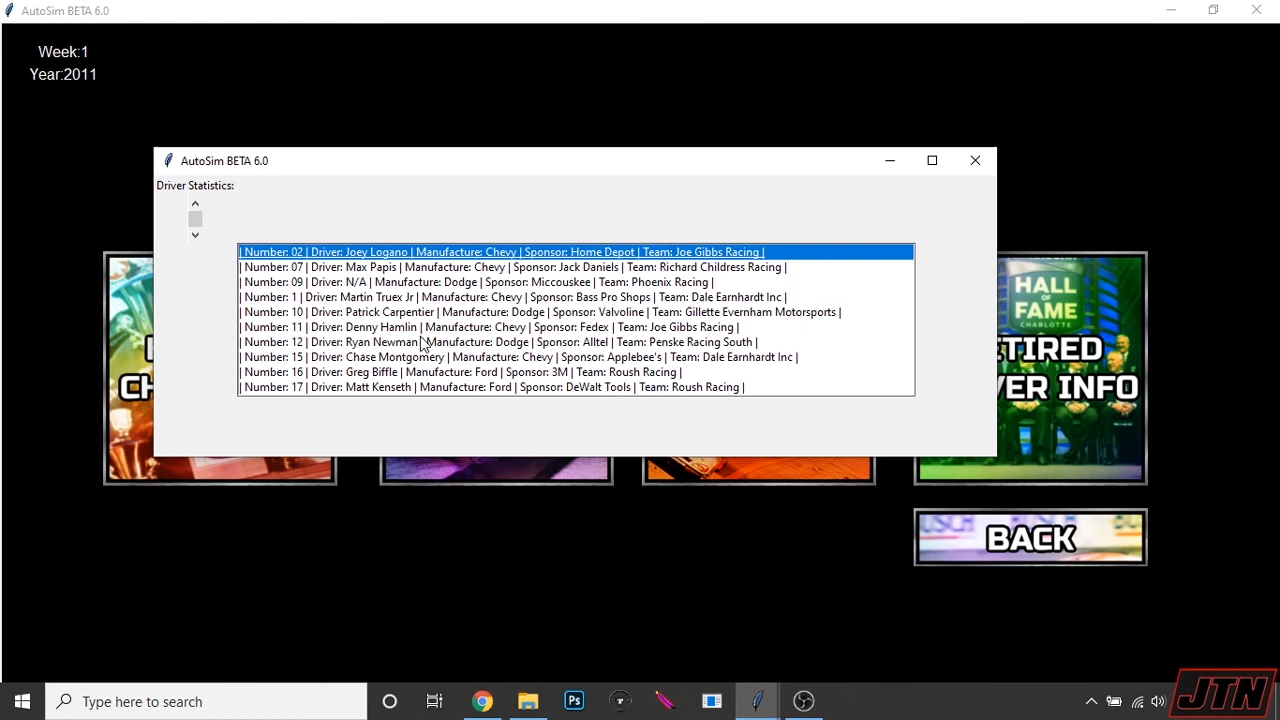 AutoSim BETA 6.0
Week:1
Year:2011
AutoSim BETA 6.0
Driver Statistics:
| Number: 02 | Driver: Joey Logano | Manufacture: Chevy | Sponsor: Home Depot | Team: Joe Gibbs Racing |
| Number: 07 | Driver: Max Papis | Manufacture: Chevy | Sponsor: Jack Daniels | Team: Richard Childress Racing |
| Number: 09 | Driver: N/A | Manufacture: Dodge | Sponsor: Miccouskee | Team: Phoenix Racing |
| Number: 1 | Driver: Martin Truex Jr | Manufacture: Chevy | Sponsor: Bass Pro Shops | Team: Dale Earnhardt Inc |
| Number: 10 | Driver: Patrick Carpentier | Manufacture: Dodge | Sponsor: Valvoline | Team: Gillette Evernham Motorsports |
| Number: 11 | Driver: Denny Hamlin | Manufacture: Chevy | Sponsor: Fedex | Team: Joe Gibbs Racing |
| Number: 12 | Driver: Ryan Newman | Manufacture: Dodge | Sponsor: Alltel | Team: Penske Racing South |
| Number: 15 | Driver: Chase Montgomery | Manufacture: Chevy | Sponsor: Applebee's | Team: Dale Earnhardt Inc |
| Number: 16 | Driver: Greg Biffle | Manufacture: Ford | Sponsor: 3M | Team: Roush Racing |
| Number: 17 | Driver: Matt Kenseth | Manufacture: Ford | Sponsor: DeWalt Tools | Team: Roush Racing |
HALL
OF
FAME
CHARLOTTE
TIRED
ER INFO
CH
BACK
Type here to search
Ps
JTN